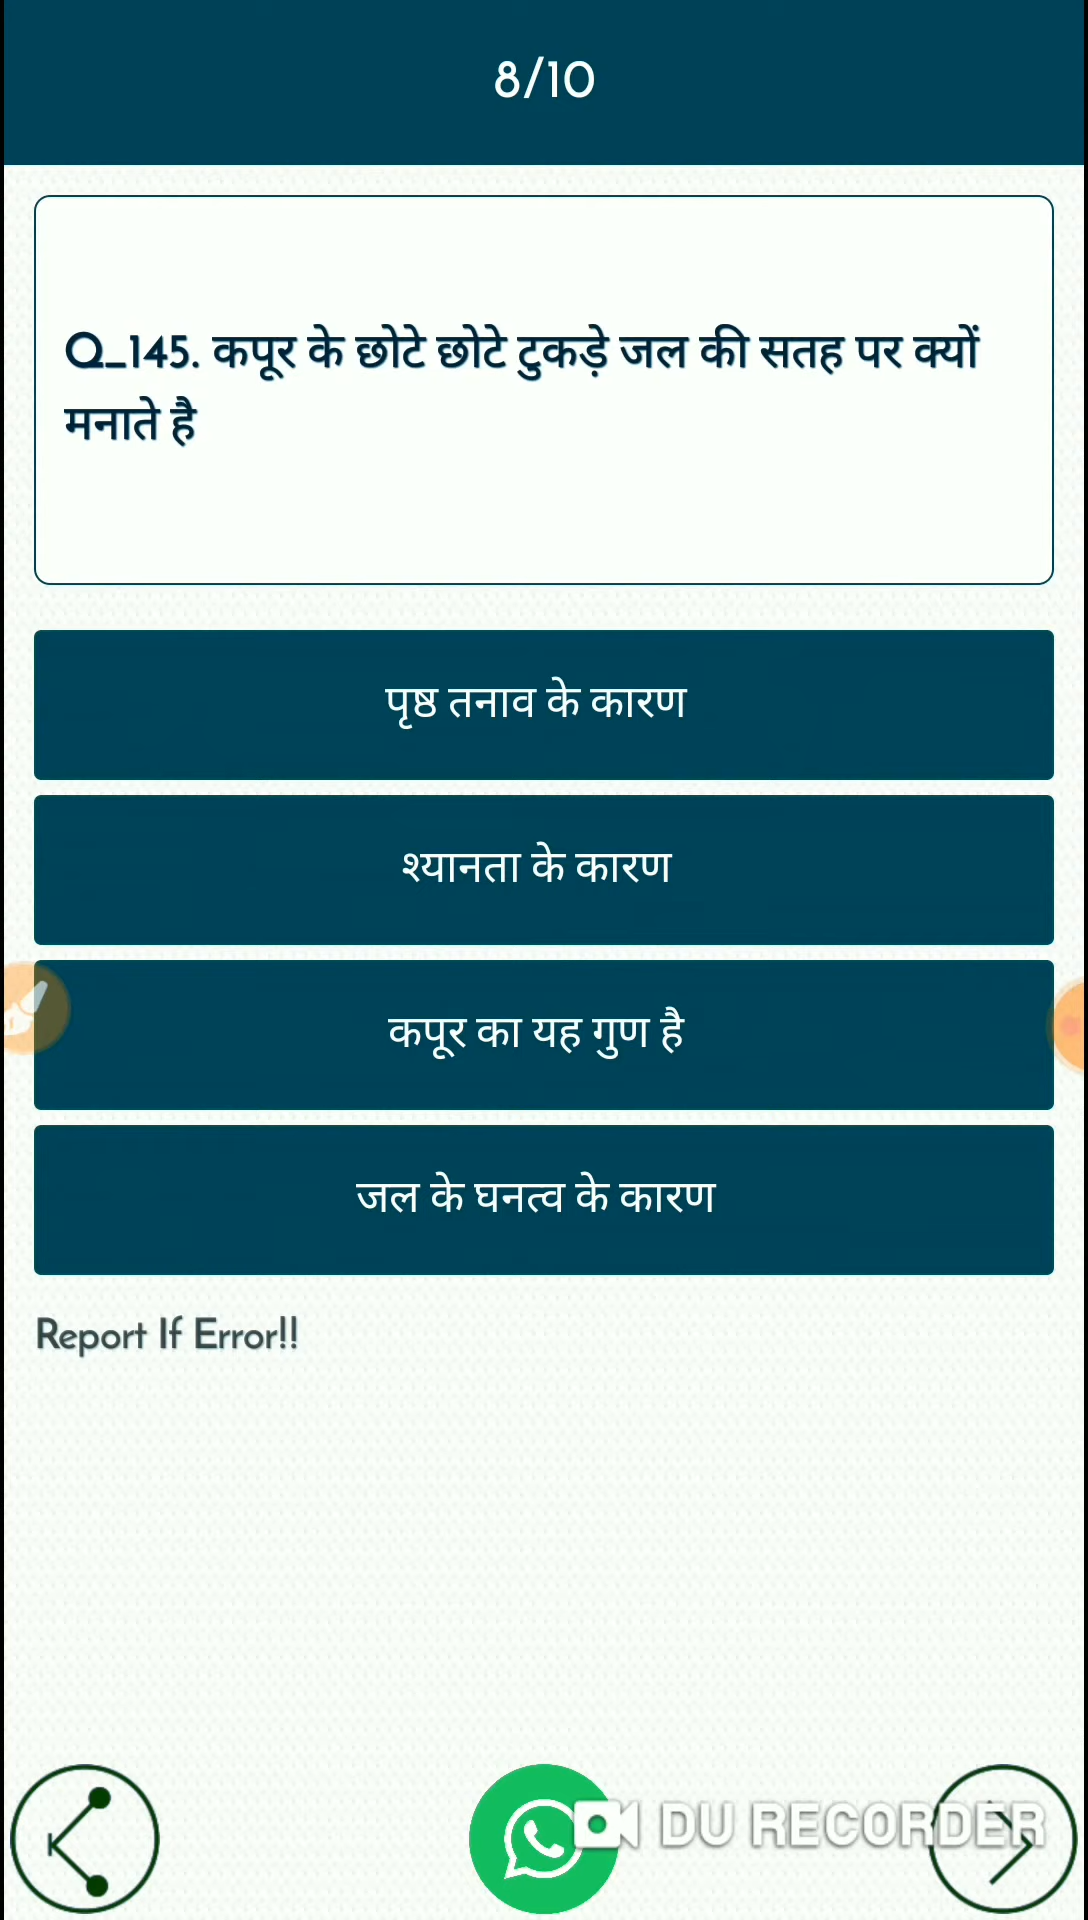 8/10
Q_145. कपूर के छोटे छोटे टुकड़े जल की सतह पर क्यों
मनाते है
पृष्ठ तनाव के कारण
श्यानता के कारण
कपूर का यह गुण है
जल के घनत्व के कारण
Report If Error!!
DU RECORDER